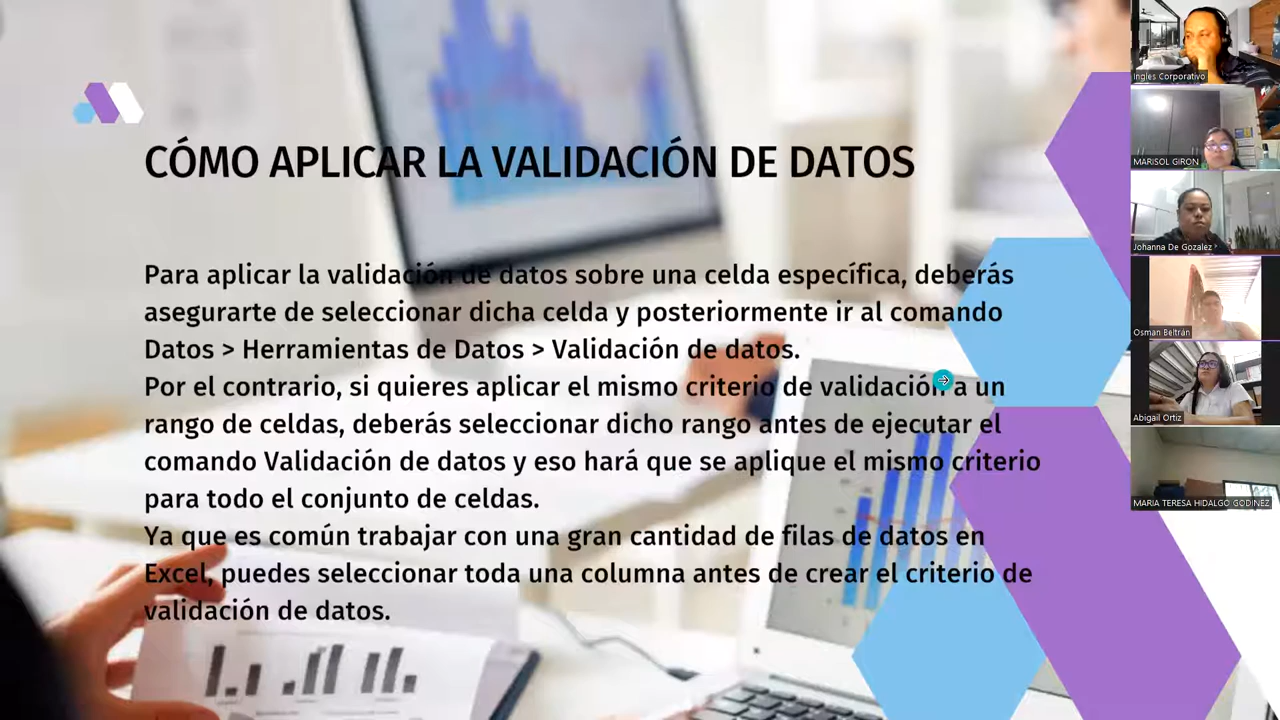 CÓMO APLICAR LA VALIDACIÓN DE DATOS
Para aplicar la validación de datos sobre una celda específica, deberás
asegurarte de seleccionar dicha celda y posteriormente ir al comando
Datos > Herramientas de Datos > Validación de datos.
Por el contrario, si quieres aplicar el mismo criterio de validación a un
rango de celdas, deberás seleccionar dicho rango antes de ejecutar el
comando Validación de datos y eso hará que se aplique el mismo criterio
para todo el conjunto de celdas.
Ya que es común trabajar con una gran cantidad de filas de datos en
Excel, puedes seleccionar toda una columna antes de crear el criterio de
validación de datos.
Ingles Corporativo
MARISOL GIRON
Johanna De Gozalez
Osman Beltrán
Abigail Ortiz
MARIA TERESA HIDALGO GODINEZ